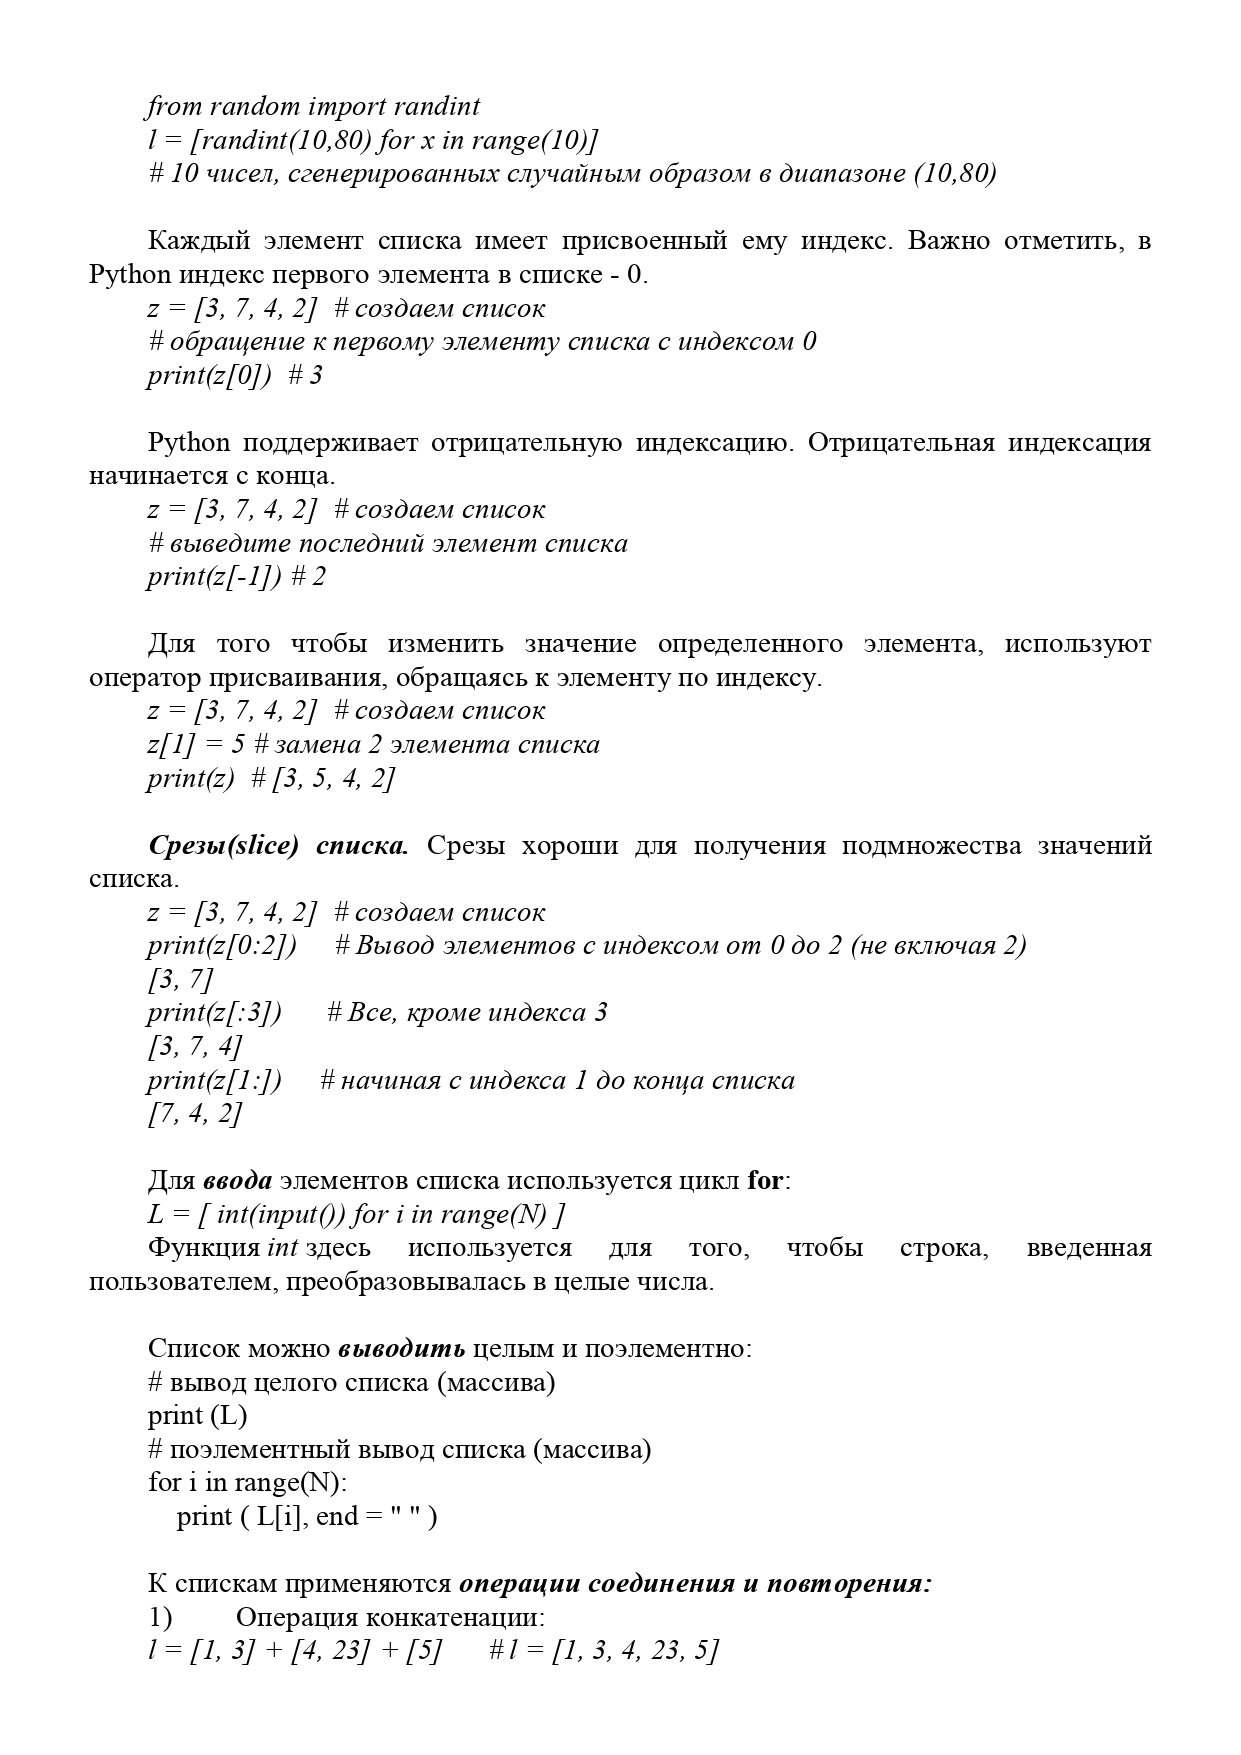 from random import randint
l = [randint(10,80) for x in range(10)]
# 10 чисел, сгенерированных случайным образом в диапазоне (10,80)
Каждый элемент списка имеет присвоенный ему индекс. Важно отметить, в
Python индекс первого элемента в списке - 0.
z = [3, 7, 4, 2]  # создаем список
# обращение к первому элементу списка с индексом 0
print(z[0])  # 3
Python поддерживает отрицательную индексацию. Отрицательная индексация
начинается с конца.
z = [3, 7, 4, 2]  # создаем список
# выведите последний элемент списка
print(z[-1]) # 2
Для того чтобы изменить значение определенного элемента, используют
оператор присваивания, обращаясь к элементу по индексу.
z = [3, 7, 4, 2]  # создаем список
z[1] = 5 # замена 2 элемента списка
print(z)  # [3, 5, 4, 2]
Срезы(slice) списка. Срезы хороши для получения подмножества значений
списка.
z = [3, 7, 4, 2]  # создаем список
print(z[0:2])     # Вывод элементов с индексом от 0 до 2 (не включая 2)
[3, 7]
print(z[:3])      # Все, кроме индекса 3
[3, 7, 4]
print(z[1:])     # начиная с индекса 1 до конца списка
[7, 4, 2]
Для ввода элементов списка используется цикл for:
L = [ int(input()) for i in range(N) ]
Функция int здесь используется для того, чтобы строка, введенная
пользователем, преобразовывалась в целые числа.
Список можно выводить целым и поэлементно:
# вывод целого списка (массива)
print (L)
# поэлементный вывод списка (массива)
for i in range(N):
    print ( L[i], end = " " )
К спискам применяются операции соединения и повторения:
1)        Операция конкатенации:
l = [1, 3] + [4, 23] + [5]      # l = [1, 3, 4, 23, 5]